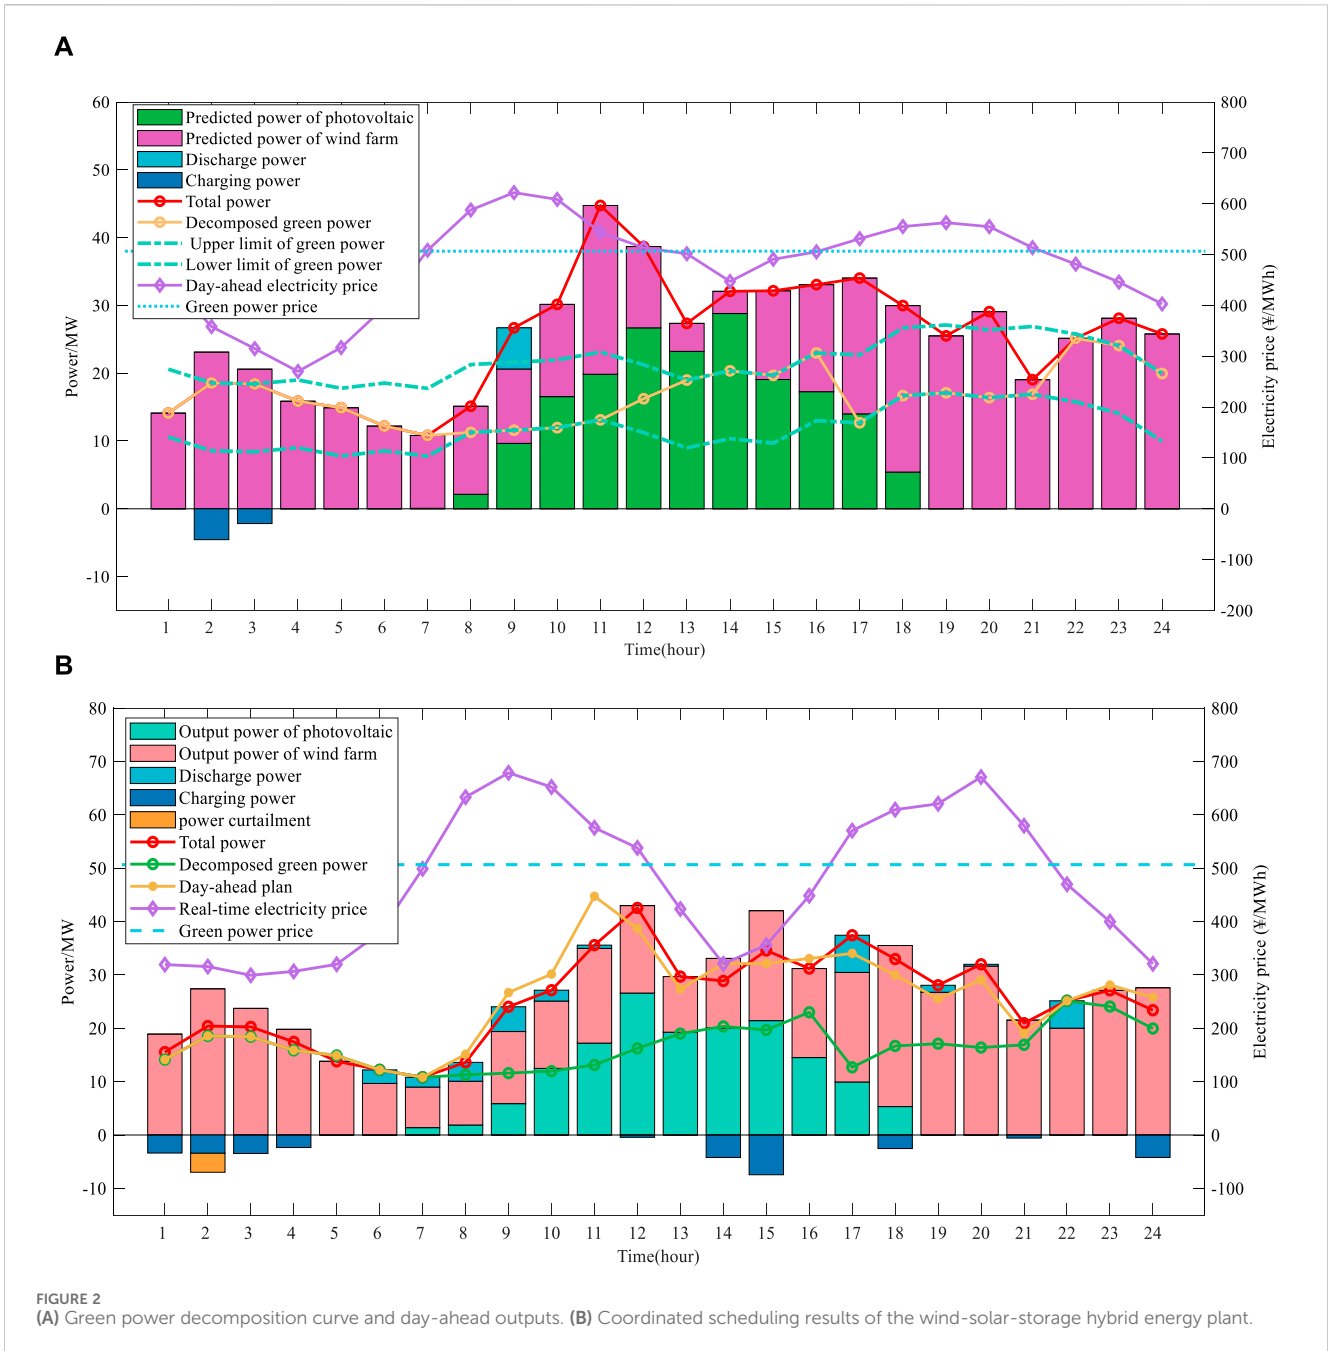 A
60
50
40
30
20
10
0
-10
Power/MW
Predicted power of photovoltaic
Predicted power of wind farm
Discharge power
Charging power
Total power
Decomposed green power
Upper limit of green power
Lower limit of green power
Day-ahead electricity price
Green power price
800
700
600
500
400
300
200
100
0
-100
-200
Electricity price (¥/MWh)
1 2 3 4 5 6 7 8 9 10 11 12 13 14 15 16 17 18 19 20 21 22 23 24
Time(hour)
B
80
70
60
50
40
30
20
10
0
-10
Power/MW
Output power of photovoltaic
Output power of wind farm
Discharge power
Charging power
power curtailment
Total power
Decomposed green power
Day-ahead plan
Real-time electricity price
Green power price
800
700
600
500
400
300
200
100
0
-100
Electricity price (¥/MWh)
1 2 3 4 5 6 7 8 9 10 11 12 13 14 15 16 17 18 19 20 21 22 23 24
Time(hour)
FIGURE 2
(A) Green power decomposition curve and day-ahead outputs. (B) Coordinated scheduling results of the wind-solar-storage hybrid energy plant.